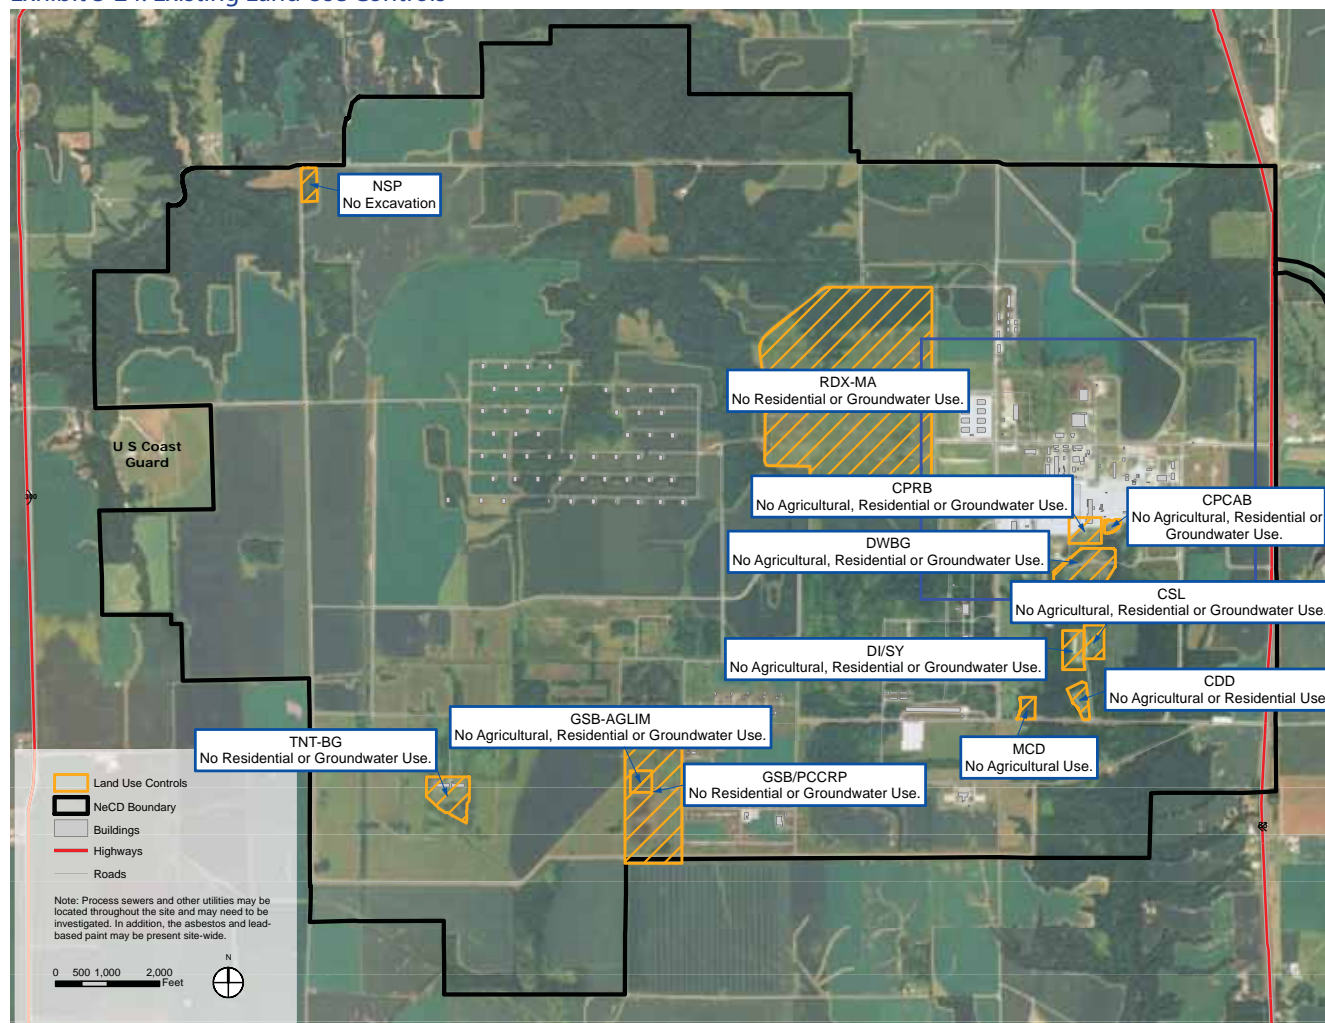 NSP
No Excavation
RDX-MA
No Residential or Groundwater Use.
U S Coast
Guard
CPRB
No Agricultural, Residential or Groundwater Use.
CPCAB
No Agricultural, Residential or
Groundwater Use.
DWBG
No Agricultural, Residential or Groundwater Use.
CSL
No Agricultural, Residential or Groundwater Use.
DI/SY
No Agricultural, Residential or Groundwater Use.
CDD
No Agricultural or Residential Use
GSB-AGLIM
No Agricultural, Residential or Groundwater Use.
TNT-BG
No Residential or Groundwater Use.
MCD
No Agricultural Use.
GSB/PCCRP
No Residential or Groundwater Use.
Land Use Controls
NeCD Boundary
Buildings
Highways
Roads
Note: Process sewers and other utilities may be
located throughout the site and may need to be
investigated. In addition, the asbestos and lead-
based paint may be present site-wide.
N
0 500 1,000 2,000
Feet